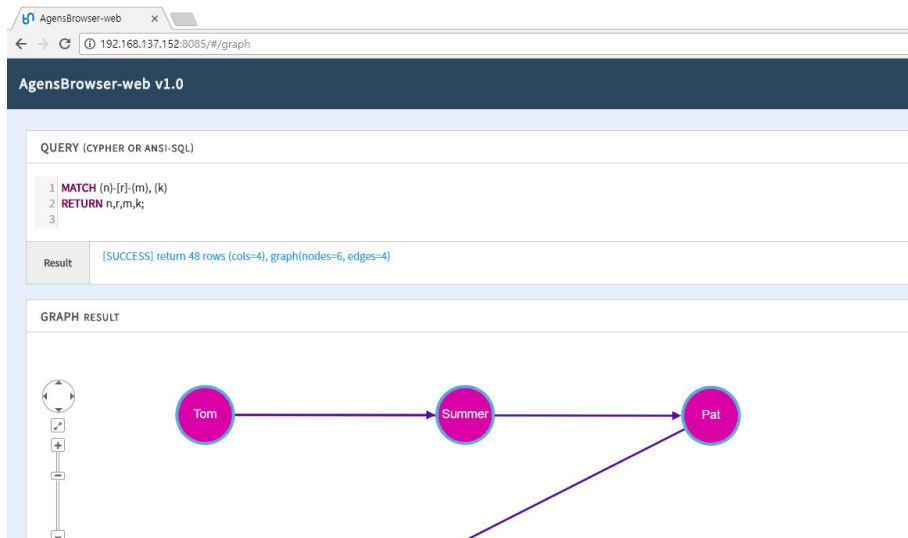 AgensBrowser-web
192.168.137.152:8085/#/graph
AgensBrowser-web v1.0
QUERY (CYPHER OR ANSI-SQL)
1 MATCH (n)-[r]-(m), (k)
2 RETURN n,r,m,k;
3
Result [SUCCESS] return 48 rows (cols=4), graph(nodes=6, edges=4)
GRAPH RESULT
Tom Summer Pat